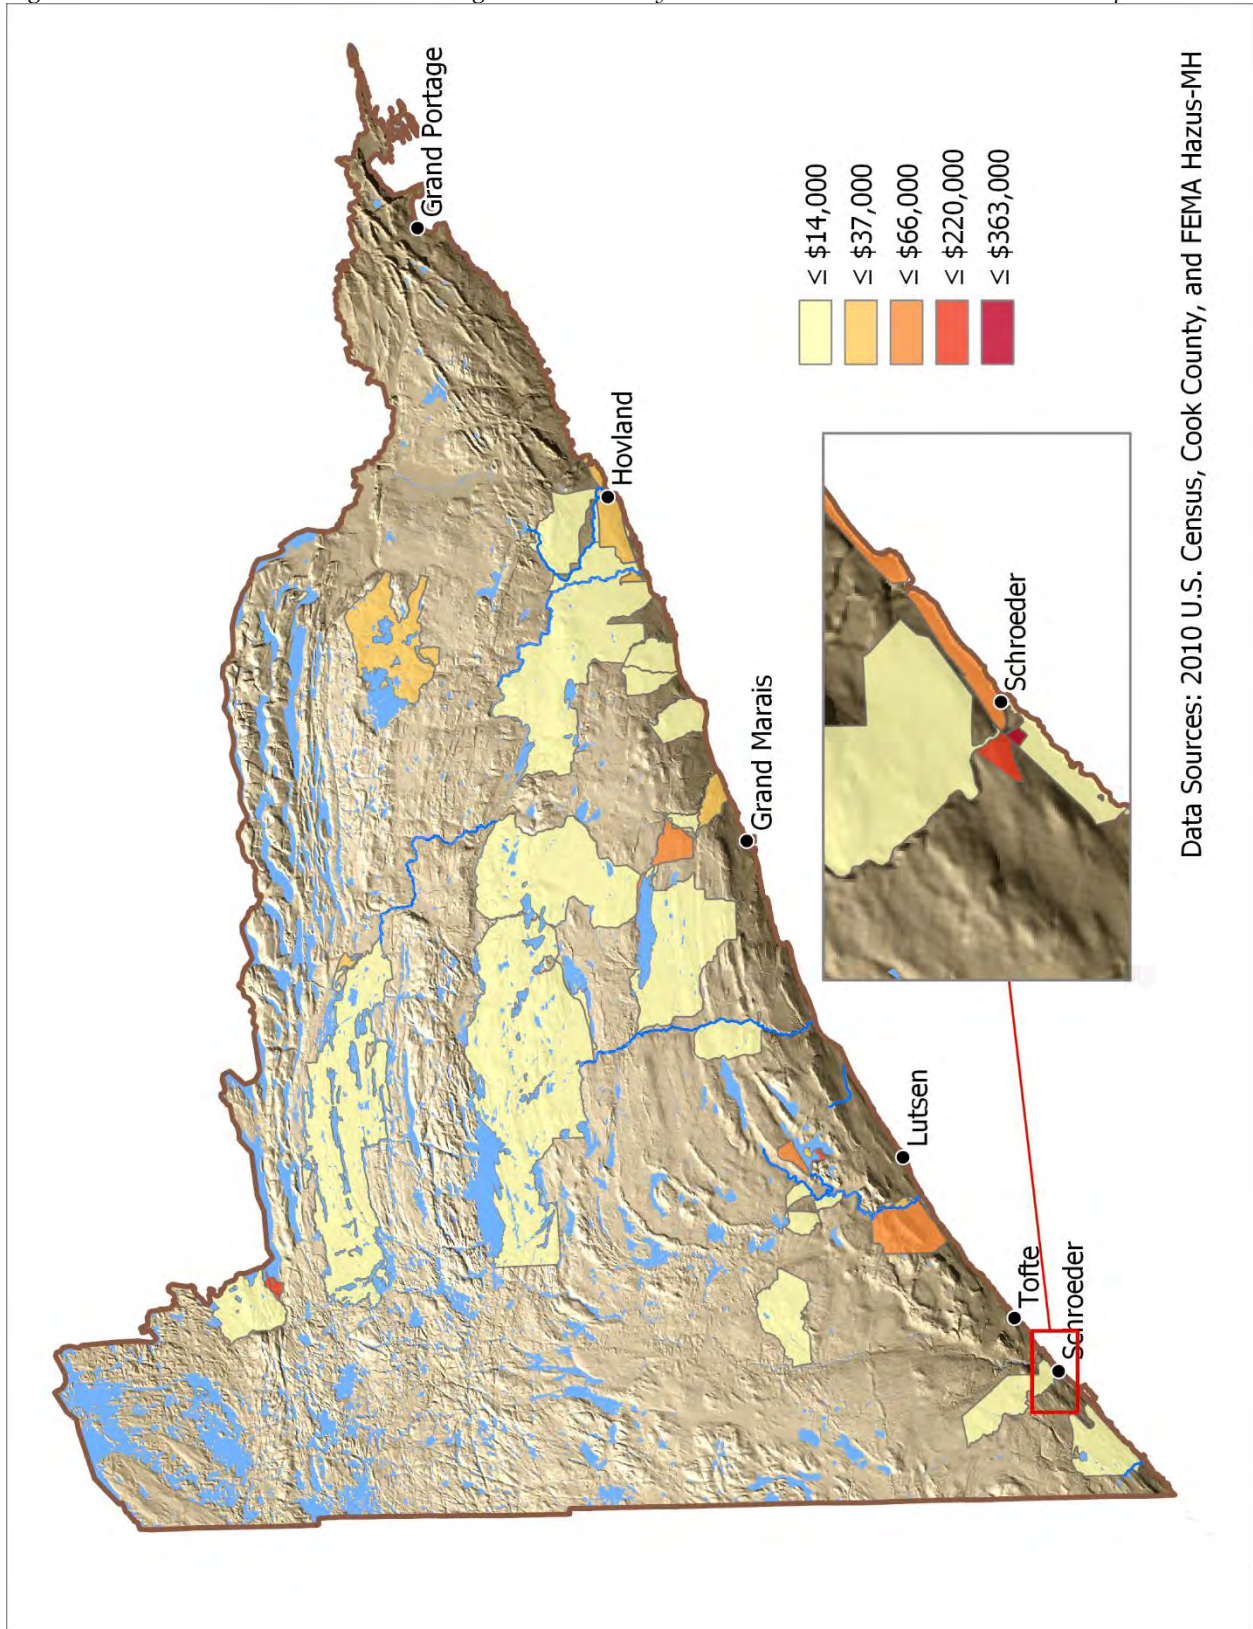 Grand Portage
Hovland
Grand Marais
Lutsen
Tofte
Schroeder
Schroeder
≤ $14,000
≤ $37,000
≤ $66,000
≤ $220,000
≤ $363,000
Data Sources: 2010 U.S. Census, Cook County, and FEMA Hazus-MH